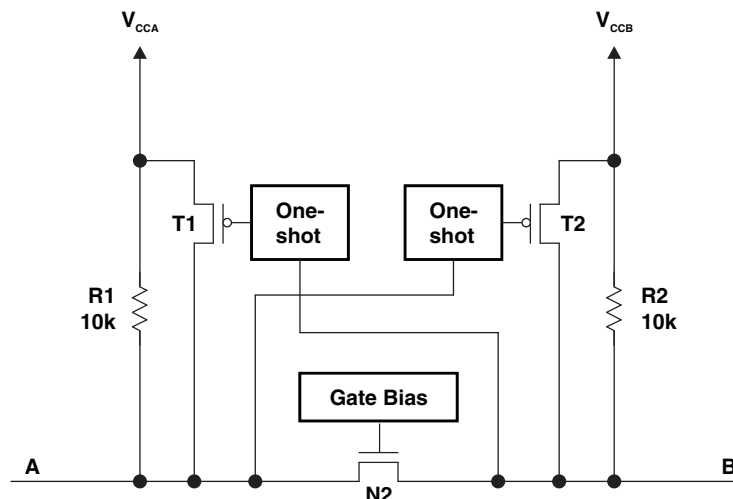 V_CCA
V_CCB
One-
shot
One-
shot
T1
T2
R1
10k
R2
10k
Gate Bias
A
B
N2